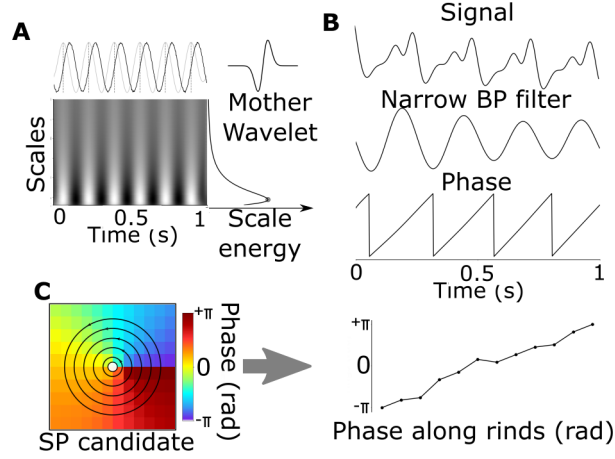 A
Mother
Wavelet
Scales
0 0.5 1
Time (s)
Scale
energy
B
Signal
Narrow BP filter
Phase
0 0.5 1
Time (s)
C
+π
0
-π
Phase (rad)
SP candidate
+π
0
-π
Phase along rinds (rad)